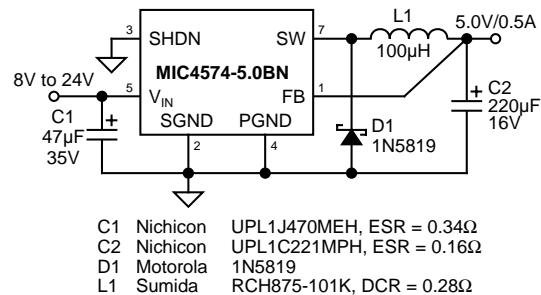 3 SHDN SW 7 L1 5.0V/0.5A
100µH
MIC4574-5.0BN
8V to 24V
5 VIN FB 1
C1 47µF 35V
SGND PGND
2 4
D1 1N5819
C2 220µF 16V
+
+
C1 Nichicon UPL1J470MEH, ESR = 0.34Ω
C2 Nichicon UPL1C221MPH, ESR = 0.16Ω
D1 Motorola 1N5819
L1 Sumida RCH875-101K, DCR = 0.28Ω